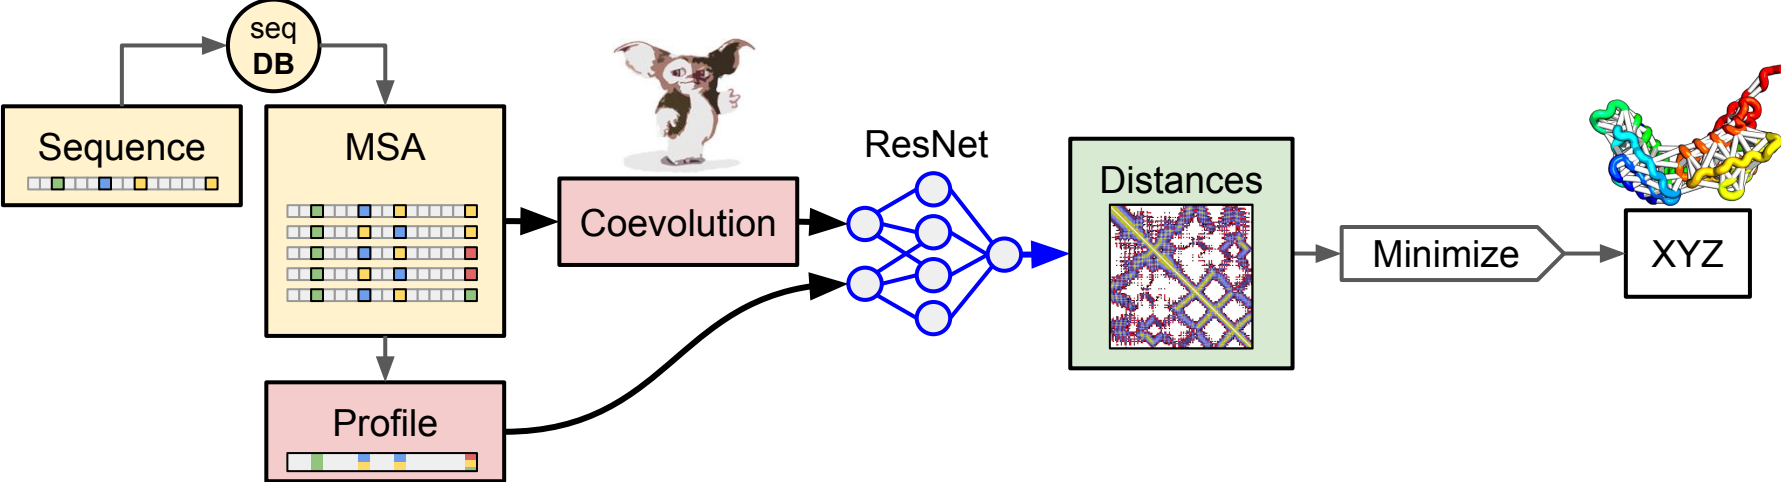 seq
DB
Sequence
MSA
Coevolution
Profile
ResNet
Distances
Minimize
XYZ